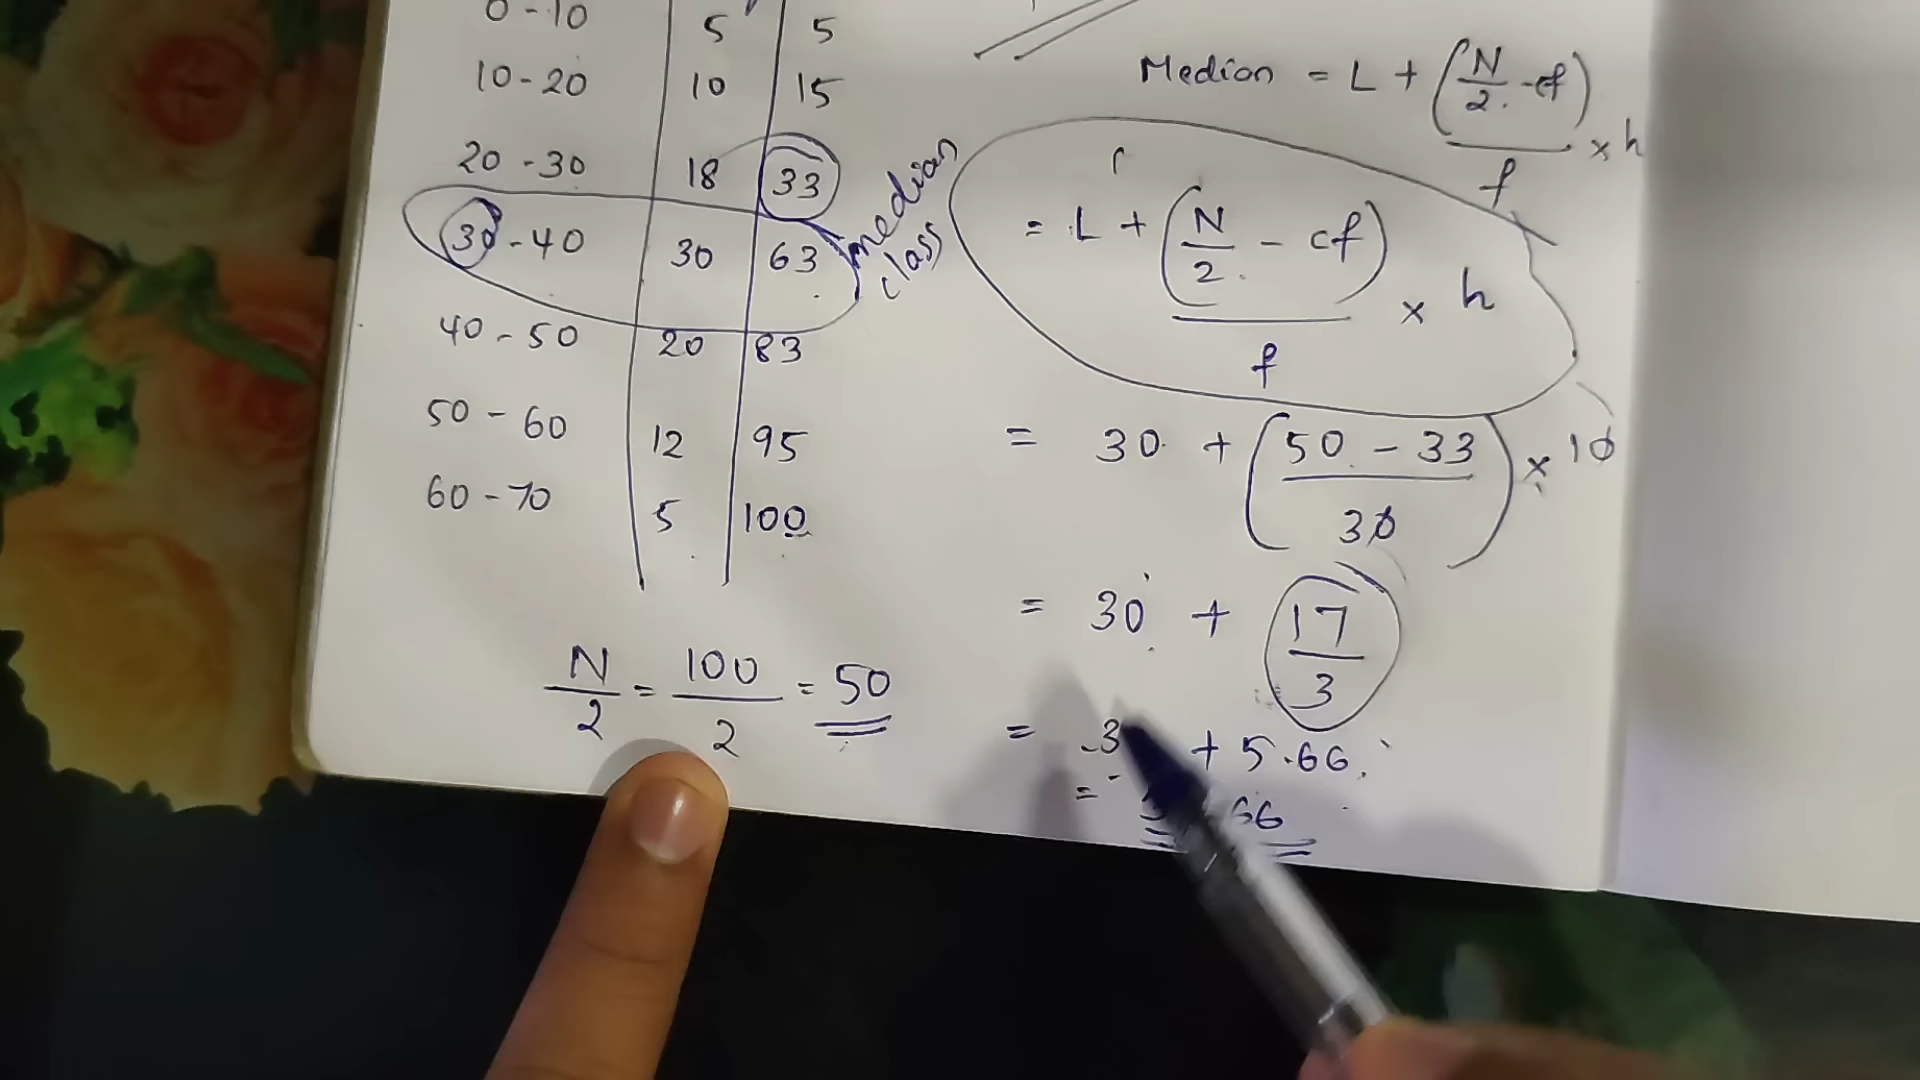 0 - 10 5 5
10 - 20 10 15
20 - 30 18 33
30 - 40 30 63
median
class
40 - 50 20 83
50 - 60 12 95
60 - 70 5 100
N/2 = 100/2 = 50
Median = L + (N/2 - cf)/f × h
= L + (N/2 - cf)/f × h
= 30 + (50 - 33/30) × 10
= 30 + 17/3
= 3 + 5.66
= 66